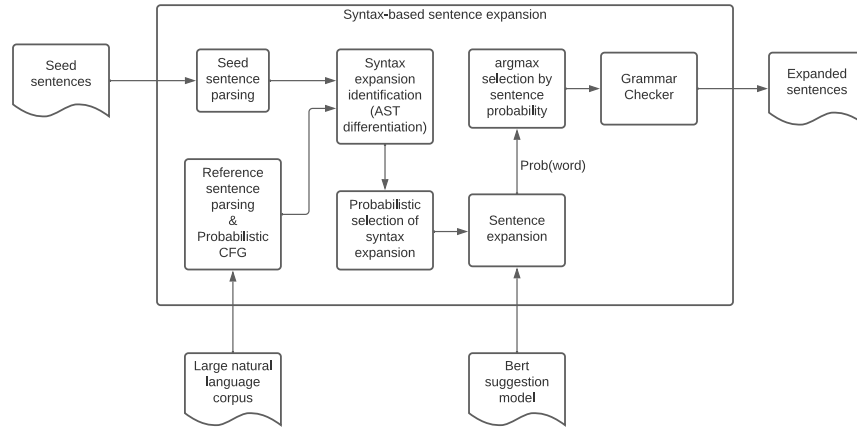 Syntax-based sentence expansion
Seed
sentences
Seed
sentence
parsing
Syntax
expansion
identification
(AST
differentiation)
argmax
selection by
sentence
probability
Grammar
Checker
Expanded
sentences
Reference
sentence
parsing
&
Probabilistic
CFG
Probabilistic
selection of
syntax
expansion
Prob(word)
Sentence
expansion
Large natural
language
corpus
Bert
suggestion
model